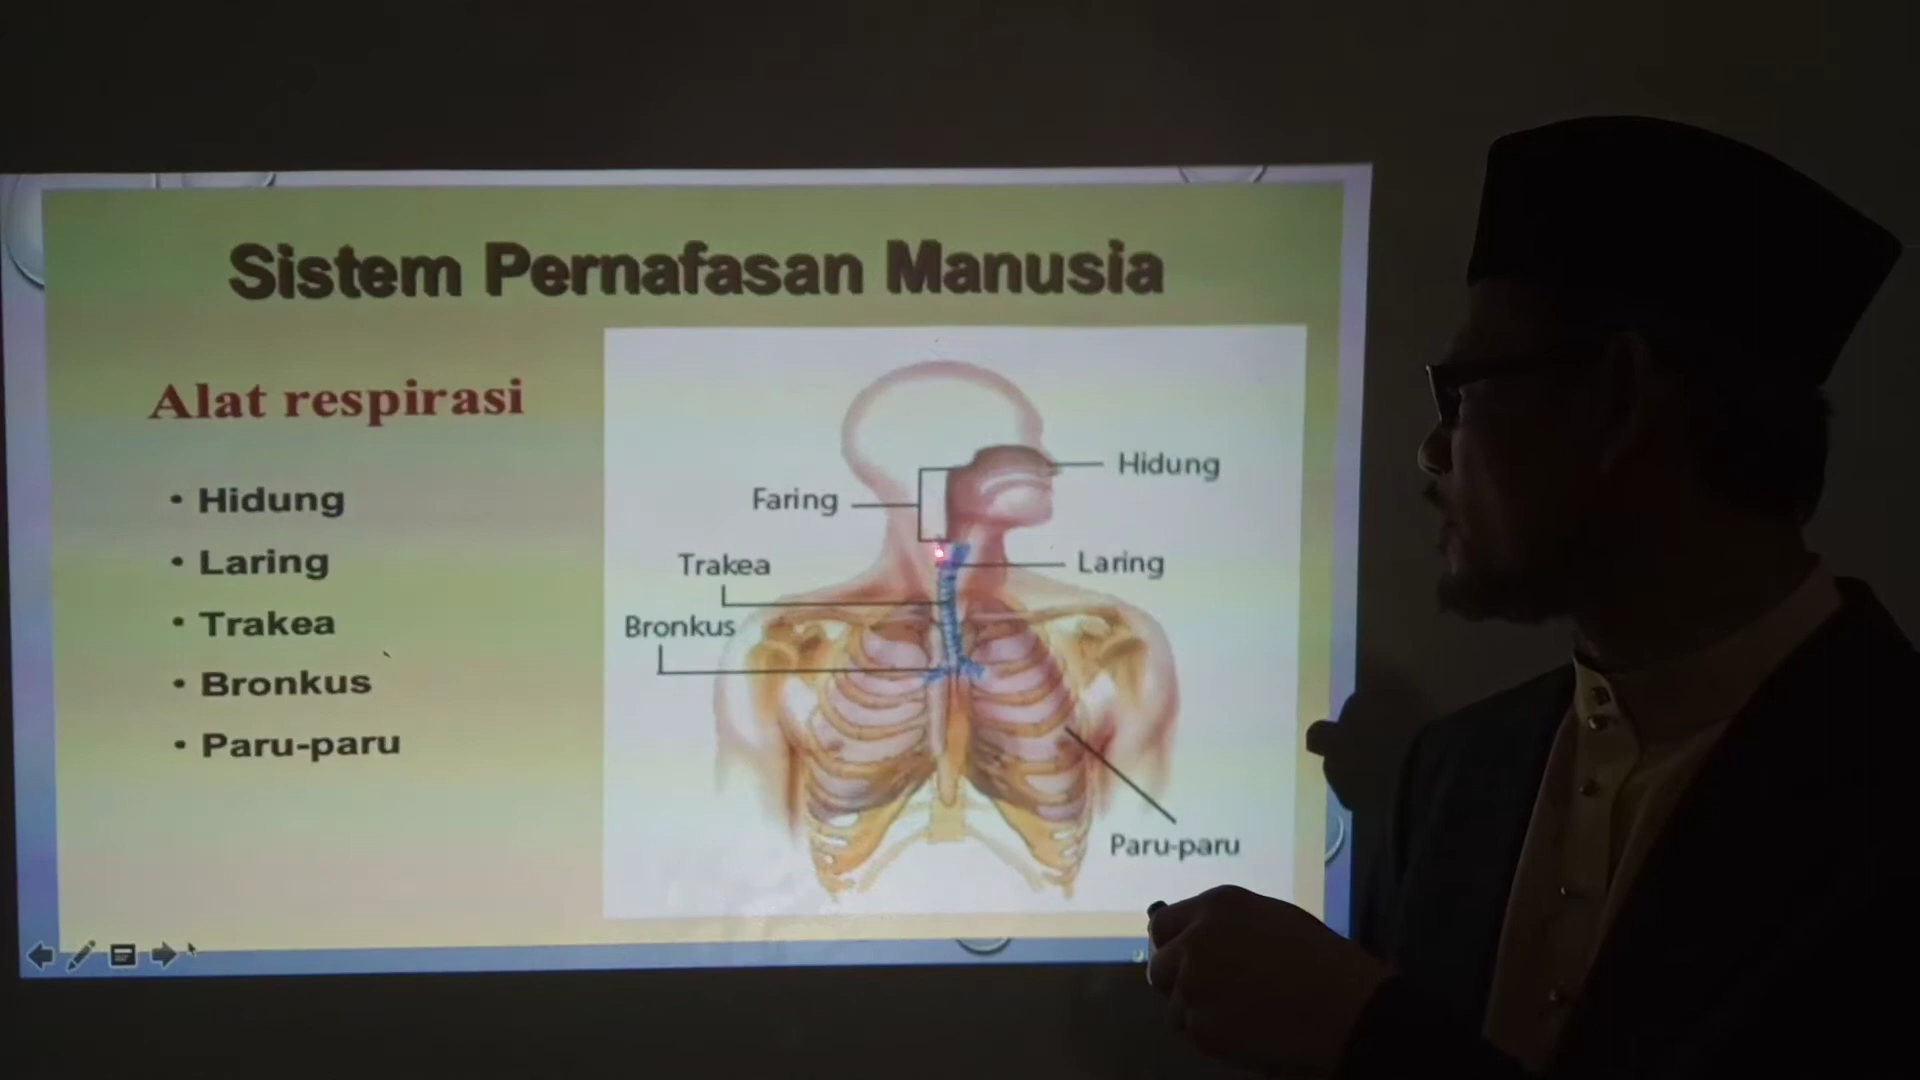 Sistem Pernafasan Manusia
Alat respirasi
• Hidung
• Laring
• Trakea
• Bronkus
• Paru-paru
Hidung
Faring
Trakea
Laring
Bronkus
Paru-paru